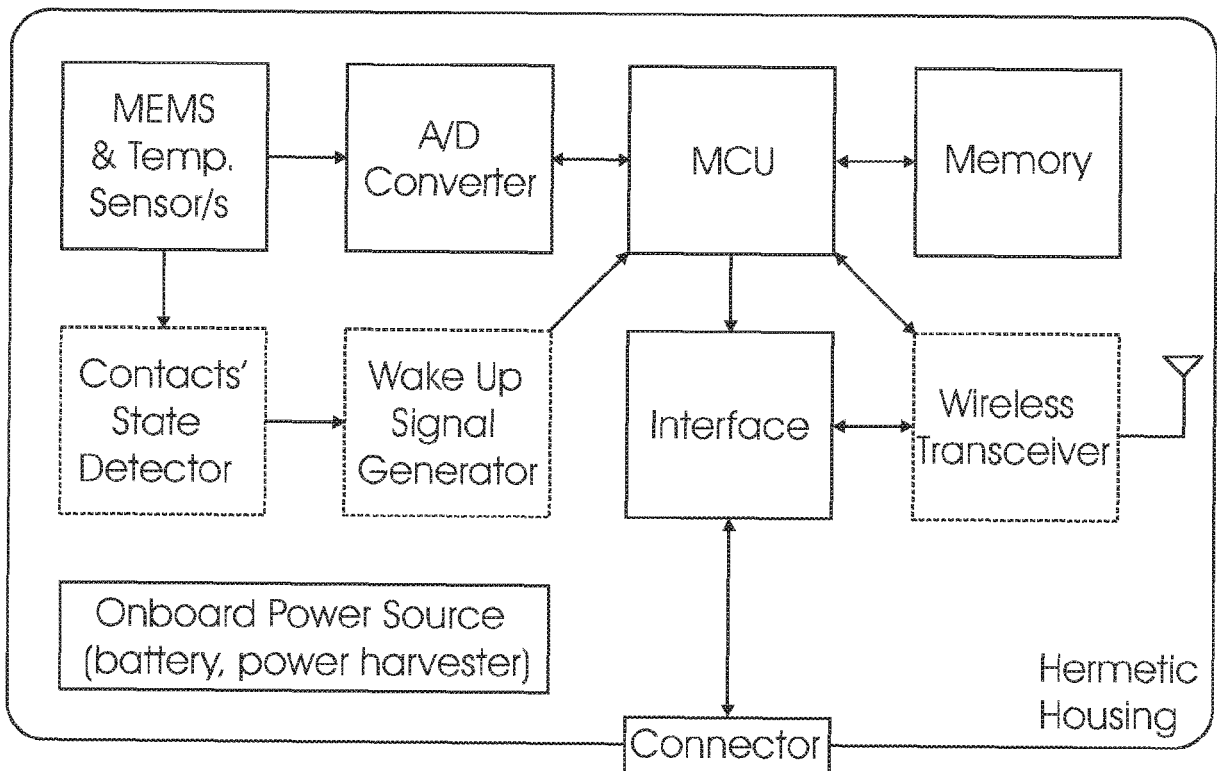 MEMS
& Temp.
Sensor/s
A/D
Converter
MCU
Memory
Contacts'
State
Detector
Wake Up
Signal
Generator
Interface
Wireless
Transceiver
Onboard Power Source
(battery, power harvester)
Hermetic
Housing
Connector